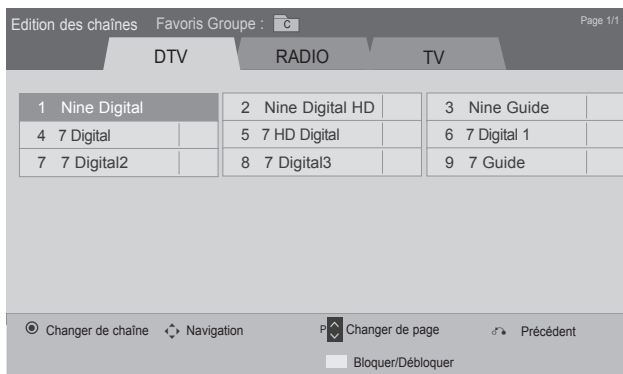 Edition des chaînes Favoris Groupe : C Page 1/1
DTV RADIO TV
1 Nine Digital 2 Nine Digital HD 3 Nine Guide
4 7 Digital 5 7 HD Digital 6 7 Digital 1
7 7 Digital2 8 7 Digital3 9 7 Guide
Changer de chaîne Navigation P Changer de page Précédent
Bloquer/Débloquer